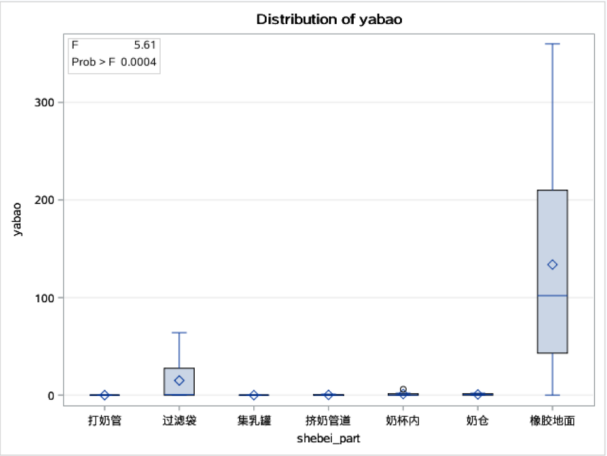 Distribution of yabao
F 5.61
Prob > F 0.0004
300
200
100
0
yabao
打奶管 过滤袋 集乳罐 挤奶管道 奶杯内 奶仓 橡胶地面
shebei_part